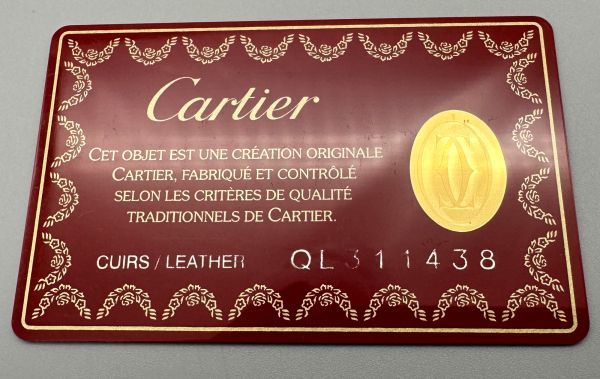 Cartier
CET OBJET EST UNE CRÉATION ORIGINALE
CARTIER, FABRIQUÉ ET CONTRÔLÉ
SELON LES CRITÈRES DE QUALITÉ
TRADITIONNELS DE CARTIER.
CUIRS / LEATHER QL311438